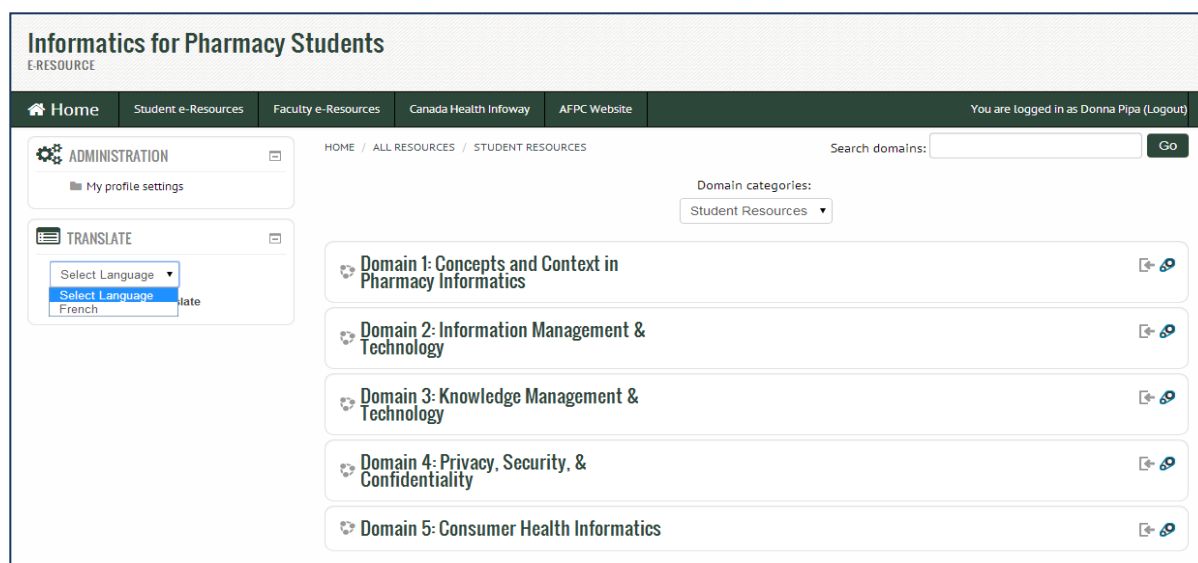 Informatics for Pharmacy Students
E-RESOURCE
Home Student e-Resources Faculty e-Resources Canada Health Infoway AFPC Website You are logged in as Donna Pipa (Logout)
ADMINISTRATION
My profile settings
TRANSLATE
Select Language
Select Language
French
slate
HOME / ALL RESOURCES / STUDENT RESOURCES
Search domains: Go
Domain categories:
Student Resources
Domain 1: Concepts and Context in
Pharmacy Informatics
Domain 2: Information Management &
Technology
Domain 3: Knowledge Management &
Technology
Domain 4: Privacy, Security, &
Confidentiality
Domain 5: Consumer Health Informatics